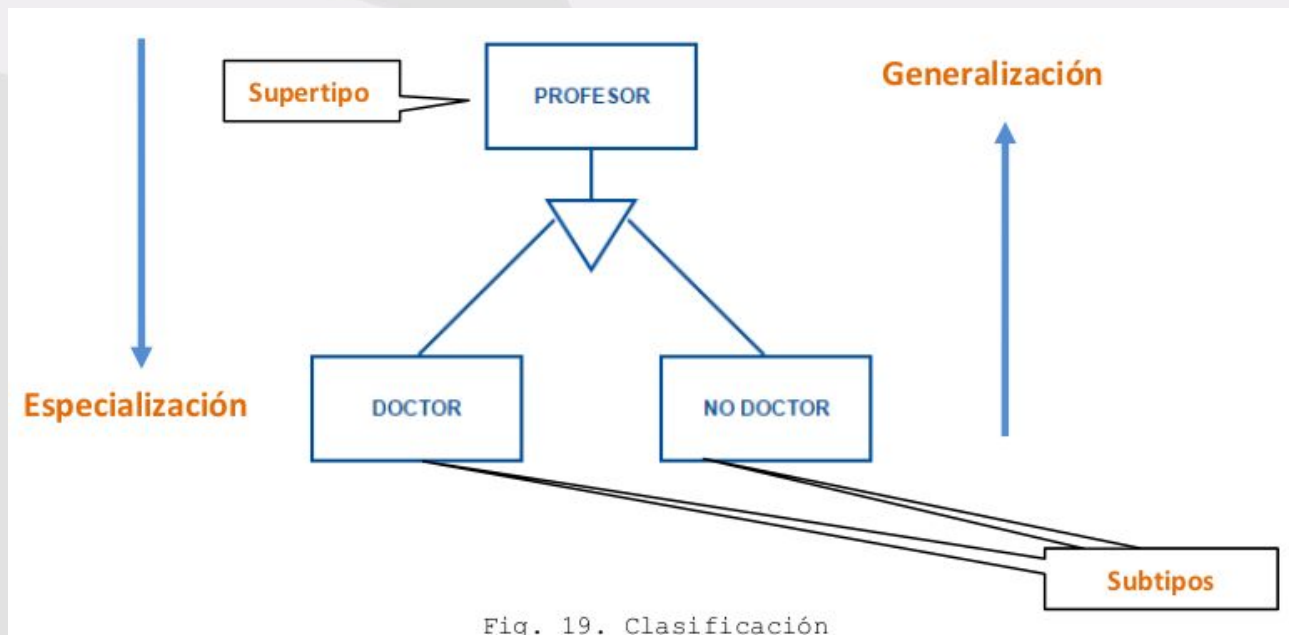 Supertipo
PROFESOR
Generalización
Especialización
DOCTOR
NO DOCTOR
Subtipos
Fig. 19. Clasificación